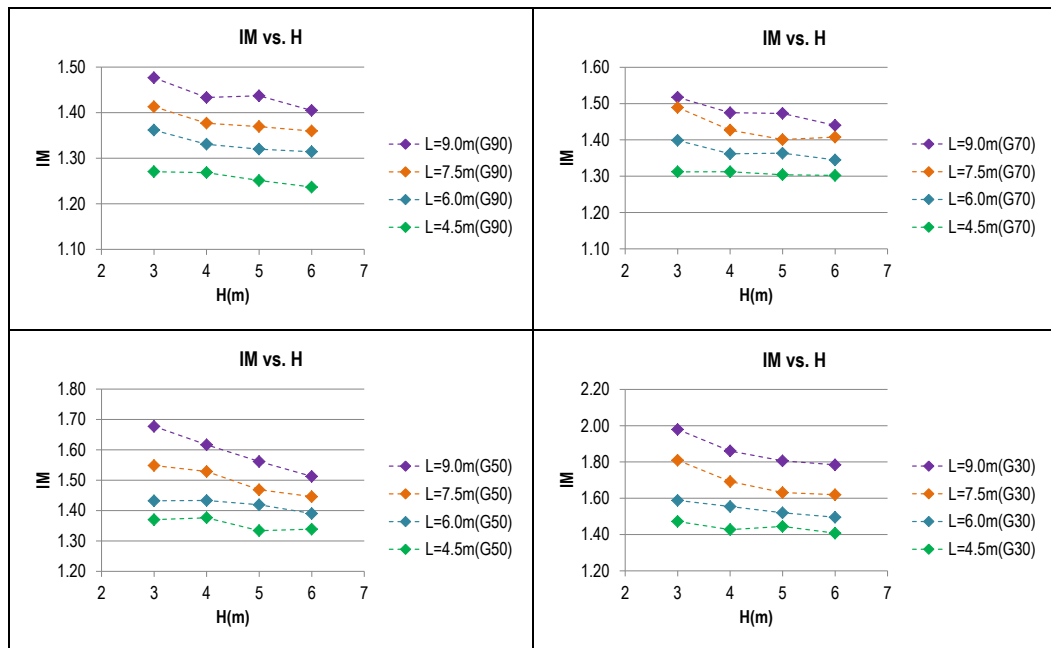 IM vs. H
1.50
1.40
1.30
1.20
1.10
IM
2 3 4 5 6 7
H(m)
L=9.0m(G90)
L=7.5m(G90)
L=6.0m(G90)
L=4.5m(G90)
IM vs. H
1.60
1.50
1.40
1.30
1.20
1.10
IM
2 3 4 5 6 7
H(m)
L=9.0m(G70)
L=7.5m(G70)
L=6.0m(G70)
L=4.5m(G70)
IM vs. H
1.80
1.70
1.60
1.50
1.40
1.30
1.20
IM
2 3 4 5 6 7
H(m)
L=9.0m(G50)
L=7.5m(G50)
L=6.0m(G50)
L=4.5m(G50)
IM vs. H
2.20
2.00
1.80
1.60
1.40
1.20
IM
2 3 4 5 6 7
H(m)
L=9.0m(G30)
L=7.5m(G30)
L=6.0m(G30)
L=4.5m(G30)